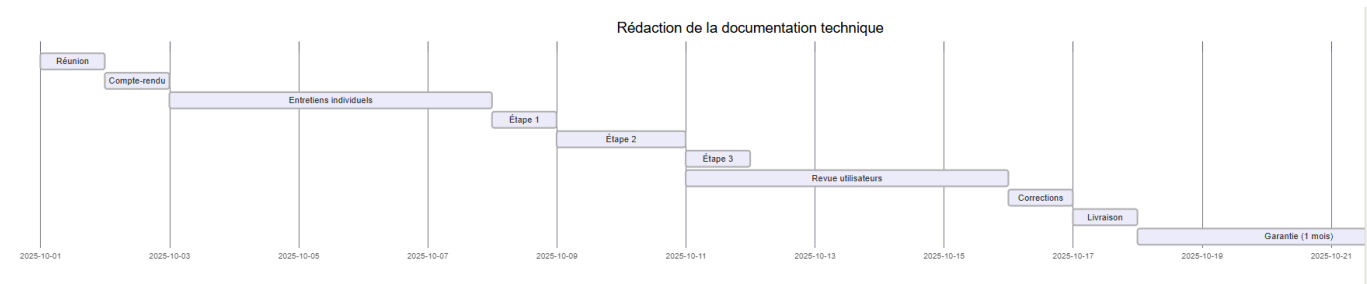 Rédaction de la documentation technique
Réunion
Compte-rendu
Entretiens individuels
Étape 1
Étape 2
Étape 3
Revue utilisateurs
Corrections
Livraison
Garantie (1 mois)
2025-10-01 2025-10-03 2025-10-05 2025-10-07 2025-10-09 2025-10-11 2025-10-13 2025-10-15 2025-10-17 2025-10-19 2025-10-21